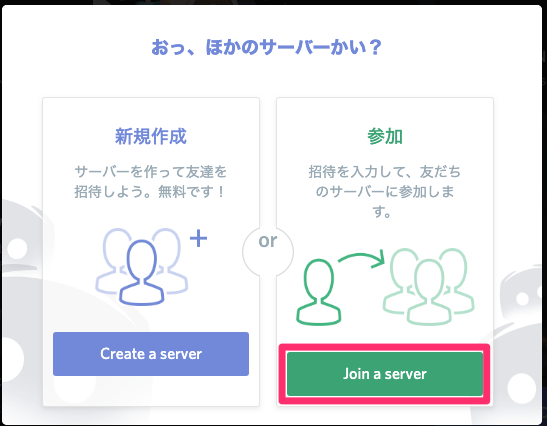 おっ、ほかのサーバーかい？
新規作成
サーバーを作って友達を
招待しよう。無料です！
Create a server
or
参加
招待を入力して、友だち
のサーバーに参加しま
す。
Join a server